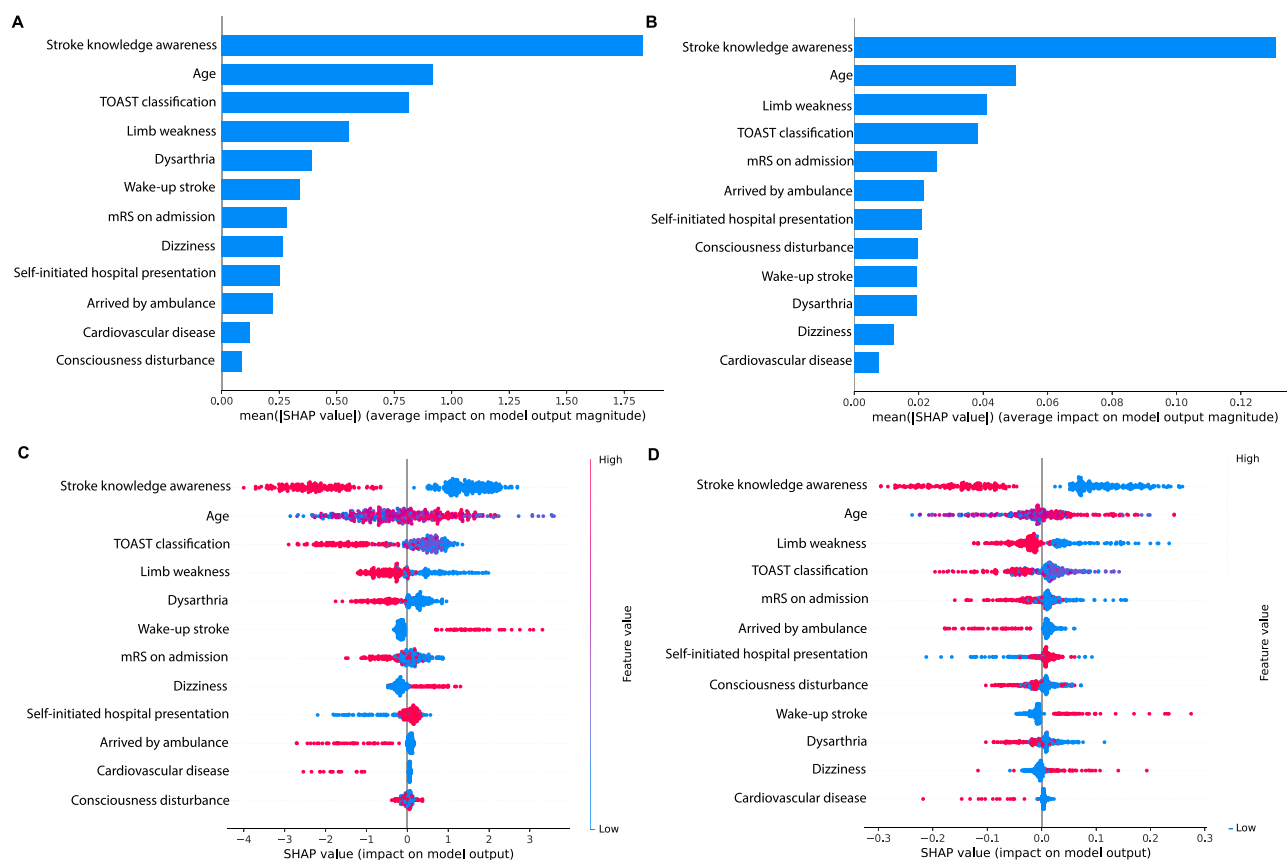 A
Stroke knowledge awareness
Age
TOAST classification
Limb weakness
Dysarthria
Wake-up stroke
mRS on admission
Dizziness
Self-initiated hospital presentation
Arrived by ambulance
Cardiovascular disease
Consciousness disturbance
0.00 0.25 0.50 0.75 1.00 1.25 1.50 1.75
mean(|SHAP value|) (average impact on model output magnitude)
B
Stroke knowledge awareness
Age
Limb weakness
TOAST classification
mRS on admission
Arrived by ambulance
Self-initiated hospital presentation
Consciousness disturbance
Wake-up stroke
Dysarthria
Dizziness
Cardiovascular disease
0.00 0.02 0.04 0.06 0.08 0.10 0.12
mean(|SHAP value|) (average impact on model output magnitude)
C
Stroke knowledge awareness
Age
TOAST classification
Limb weakness
Dysarthria
Wake-up stroke
mRS on admission
Dizziness
Self-initiated hospital presentation
Arrived by ambulance
Cardiovascular disease
Consciousness disturbance
−4 −3 −2 −1 0 1 2 3
SHAP value (impact on model output)
High
Feature value
Low
D
Stroke knowledge awareness
Age
Limb weakness
TOAST classification
mRS on admission
Arrived by ambulance
Self-initiated hospital presentation
Consciousness disturbance
Wake-up stroke
Dysarthria
Dizziness
Cardiovascular disease
−0.3 −0.2 −0.1 0.0 0.1 0.2 0.3
SHAP value (impact on model output)
High
Feature value
Low